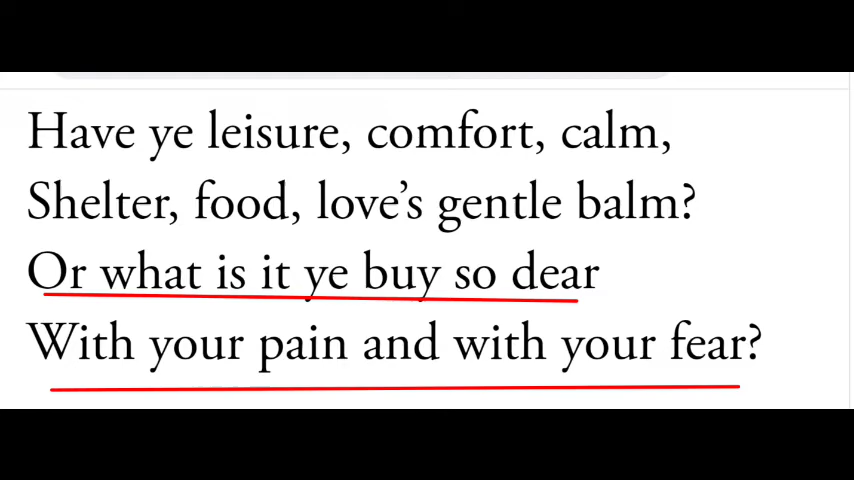 Have ye leisure, comfort, calm,
Shelter, food, love’s gentle balm?
Or what is it ye buy so dear
With your pain and with your fear?